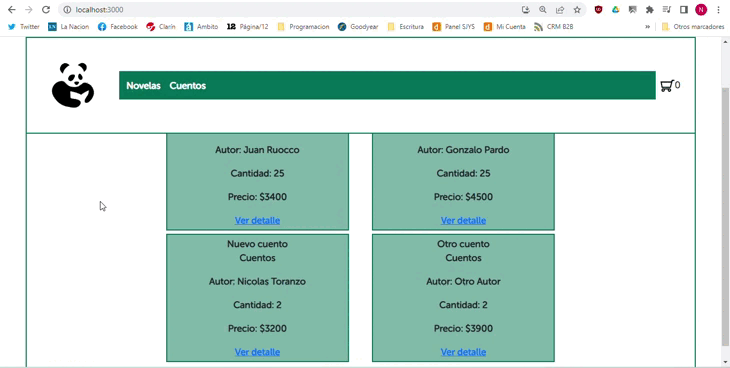 localhost:3000
Twitter La Nacion Facebook Clarín Ambito Página/12 Programacion Goodyear Escritura Panel SJYS Mi Cuenta CRM B2B » Otros marcadores
Novelas Cuentos 0
Autor: Juan Ruocco
Cantidad: 25
Precio: $3400
Ver detalle
Autor: Gonzalo Pardo
Cantidad: 25
Precio: $4500
Ver detalle
Nuevo cuento
Cuentos
Autor: Nicolas Toranzo
Cantidad: 2
Precio: $3200
Ver detalle
Otro cuento
Cuentos
Autor: Otro Autor
Cantidad: 2
Precio: $3900
Ver detalle